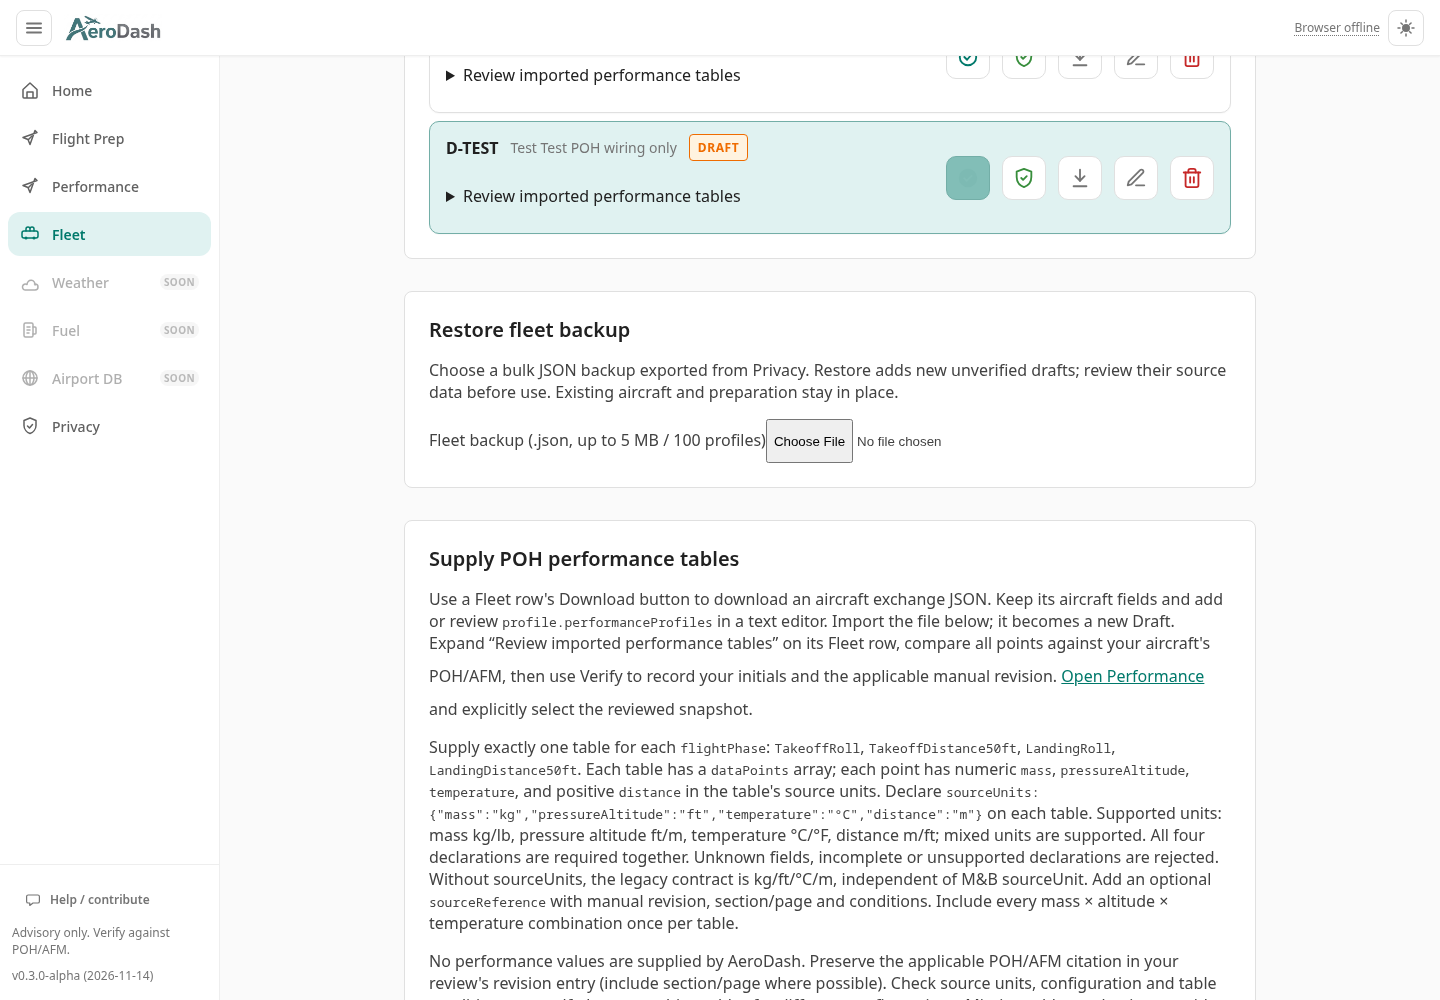 AeroDash
Browser offline
Home
Flight Prep
Performance
Fleet
Weather SOON
Fuel SOON
Airport DB SOON
Privacy
Help / contribute
Advisory only. Verify against
POH/AFM.
v0.3.0-alpha (2026-11-14)
Review imported performance tables
D-TEST Test Test POH wiring only DRAFT
Review imported performance tables
Restore fleet backup
Choose a bulk JSON backup exported from Privacy. Restore adds new unverified drafts; review their source
data before use. Existing aircraft and preparation stay in place.
Fleet backup (.json, up to 5 MB / 100 profiles) Choose File No file chosen
Supply POH performance tables
Use a Fleet row's Download button to download an aircraft exchange JSON. Keep its aircraft fields and add
or review profile.performanceProfiles in a text editor. Import the file below; it becomes a new Draft.
Expand “Review imported performance tables” on its Fleet row, compare all points against your aircraft's
POH/AFM, then use Verify to record your initials and the applicable manual revision. Open Performance
and explicitly select the reviewed snapshot.
Supply exactly one table for each flightPhase: TakeoffRoll, TakeoffDistance50ft, LandingRoll,
LandingDistance50ft. Each table has a dataPoints array; each point has numeric mass, pressureAltitude,
temperature, and positive distance in the table's source units. Declare sourceUnits:
{"mass":"kg","pressureAltitude":"ft","temperature":"°C","distance":"m"} on each table. Supported units:
mass kg/lb, pressure altitude ft/m, temperature °C/°F, distance m/ft; mixed units are supported. All four
declarations are required together. Unknown fields, incomplete or unsupported declarations are rejected.
Without sourceUnits, the legacy contract is kg/ft/°C/m, independent of M&B sourceUnit. Add an optional
sourceReference with manual revision, section/page and conditions. Include every mass × altitude ×
temperature combination once per table.
No performance values are supplied by AeroDash. Preserve the applicable POH/AFM citation in your
review's revision entry (include section/page where possible). Check source units, configuration and table